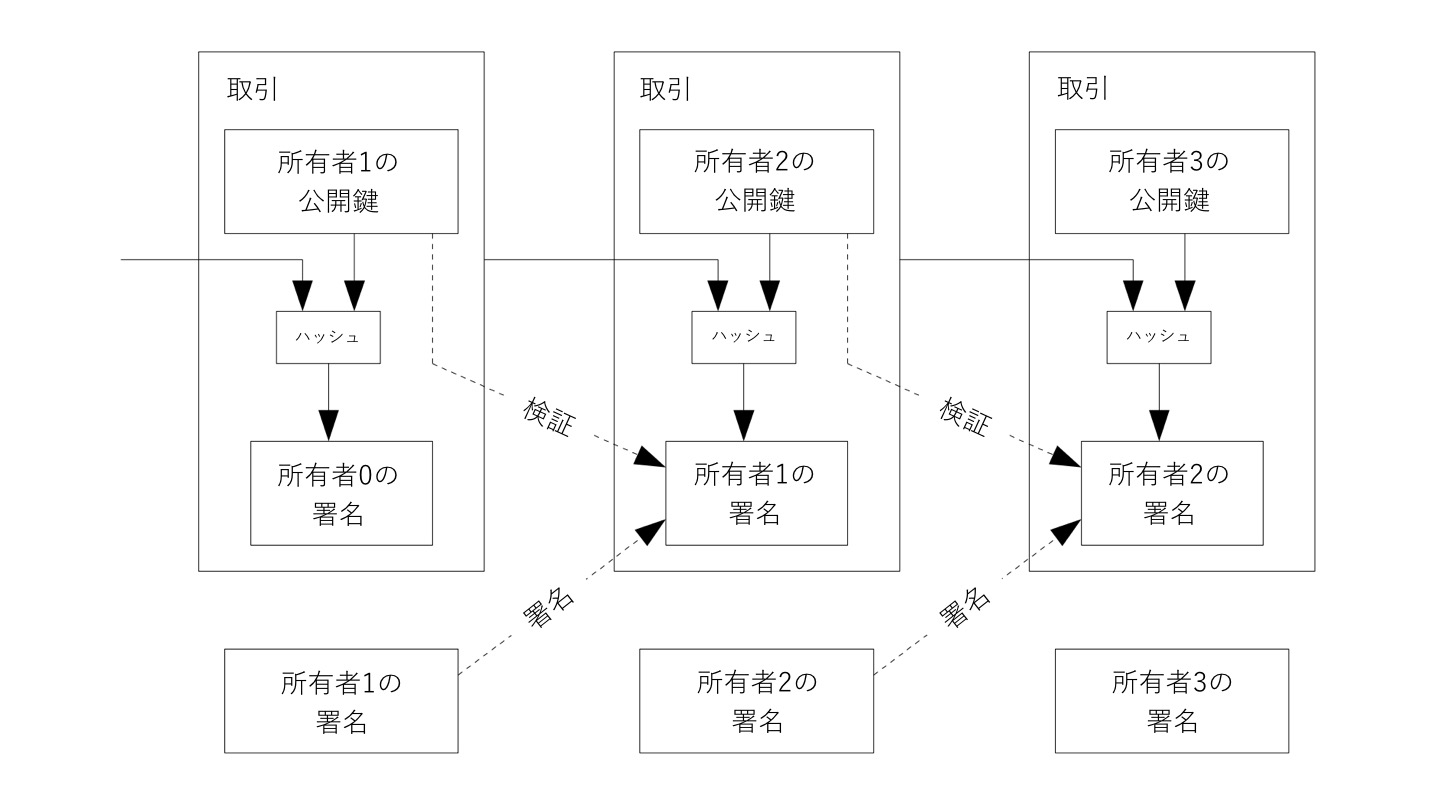 取引
取引
取引
所有者1の
公開鍵
所有者2の
公開鍵
所有者3の
公開鍵
ハッシュ
ハッシュ
ハッシュ
検証
検証
所有者0の
署名
所有者1の
署名
所有者2の
署名
署名
署名
所有者1の
署名
所有者2の
署名
所有者3の
署名